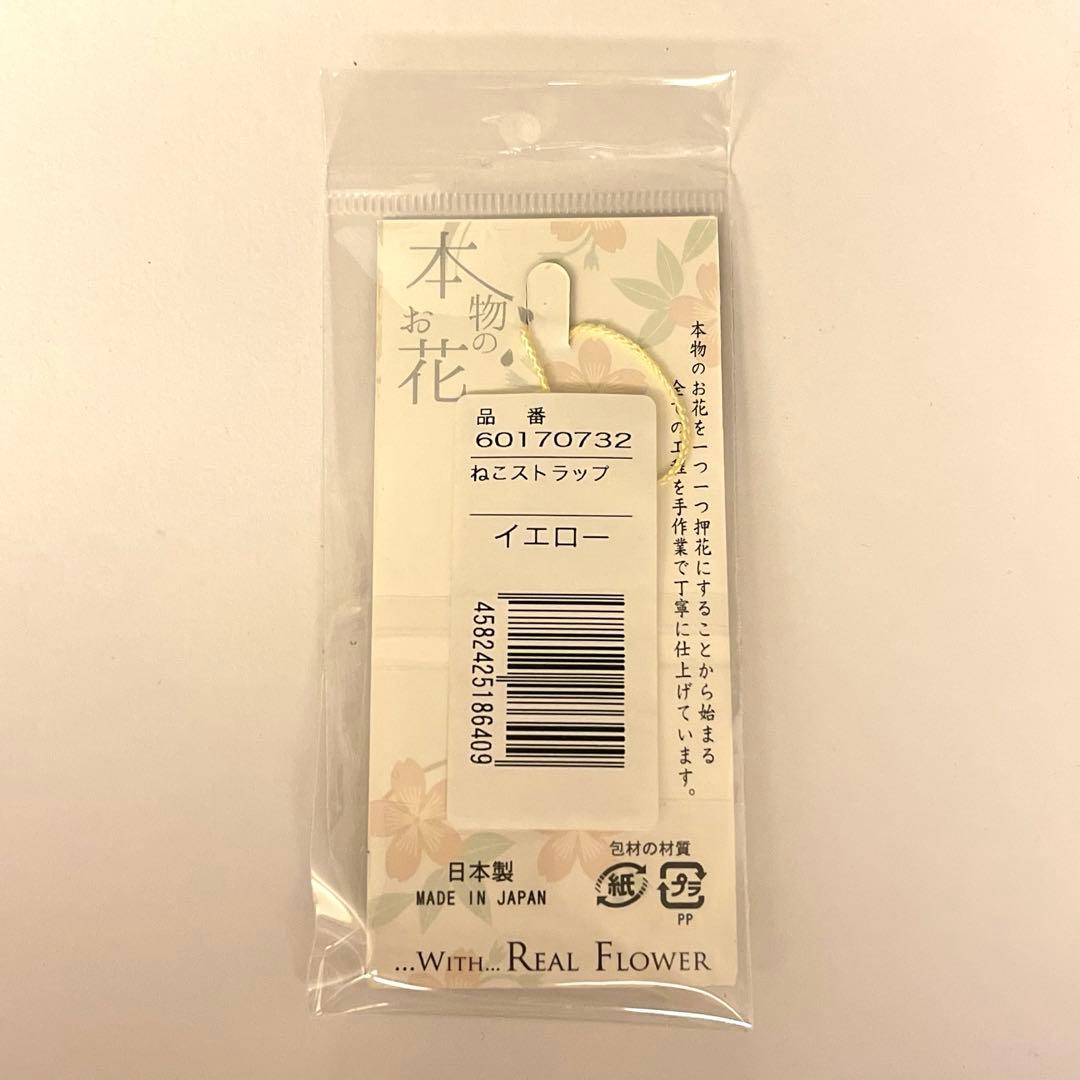 本物の
お花
本物のお花を一つ一つ押花にすることから始まる
全ての工程を手作業で丁寧に仕上げています。
品 番
60170732
ねこストラップ
イエロー
4582425186409
包材の材質
紙
プラ
PP
日本製
MADE IN JAPAN
...WITH... REAL FLOWER